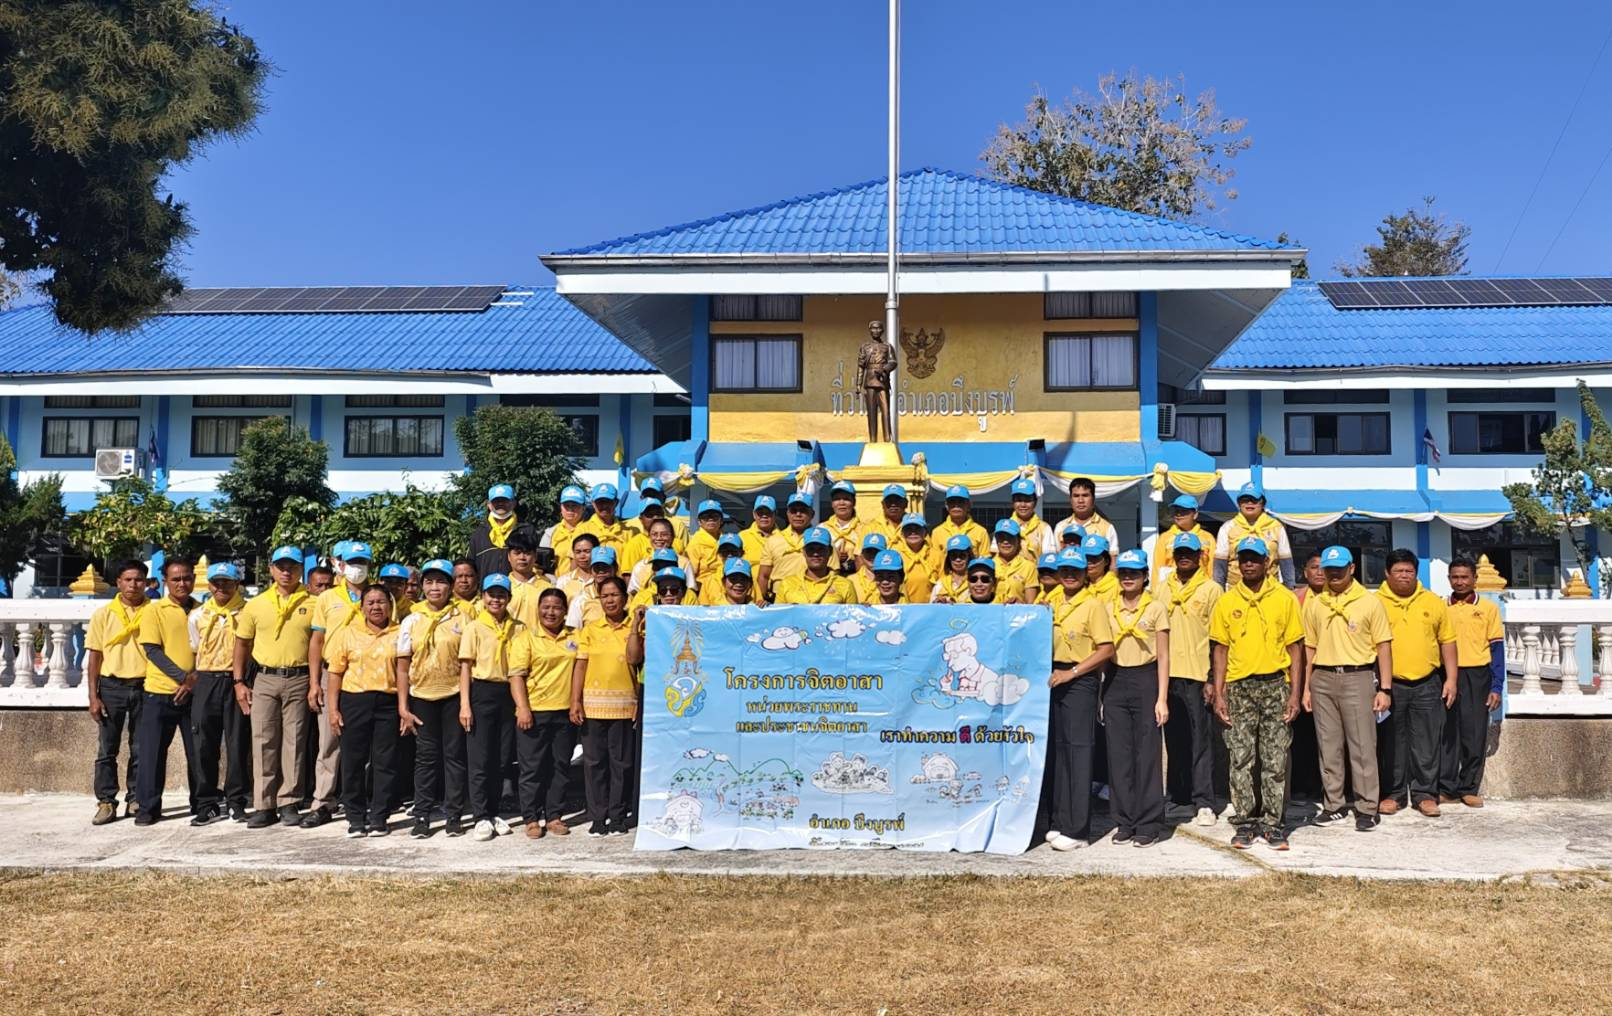 ที่ว่าการอำเภอบึงบูรพ์
โครงการจิตอาสา
หน่วยพระราชทาน
และประชาชนจิตอาสา
เราทำความ ดี ด้วยหัวใจ
อำเภอ บึงบูรพ์